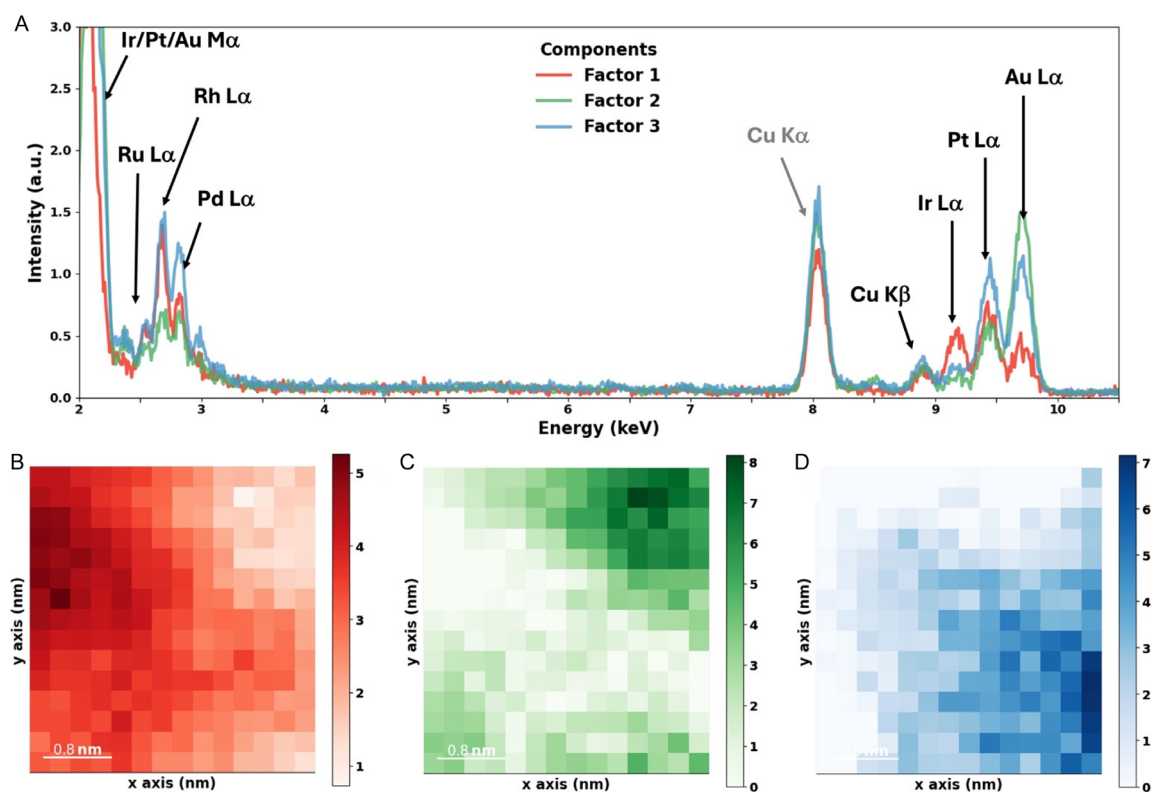 A
3.0
2.5
2.0
1.5
1.0
0.5
0.0
Intensity (a.u.)
Ir/Pt/Au Mα
Rh Lα
Ru Lα
Pd Lα
Components
Factor 1
Factor 2
Factor 3
Cu Kα
Cu Kβ
Ir Lα
Pt Lα
Au Lα
2 3 4 5 6 7 8 9 10
Energy (keV)
B
y axis (nm)
0.8 nm
x axis (nm)
5
4
3
2
1
C
y axis (nm)
0.8 nm
x axis (nm)
8
7
6
5
4
3
2
1
0
D
y axis (nm)
x axis (nm)
7
6
5
4
3
2
1
0